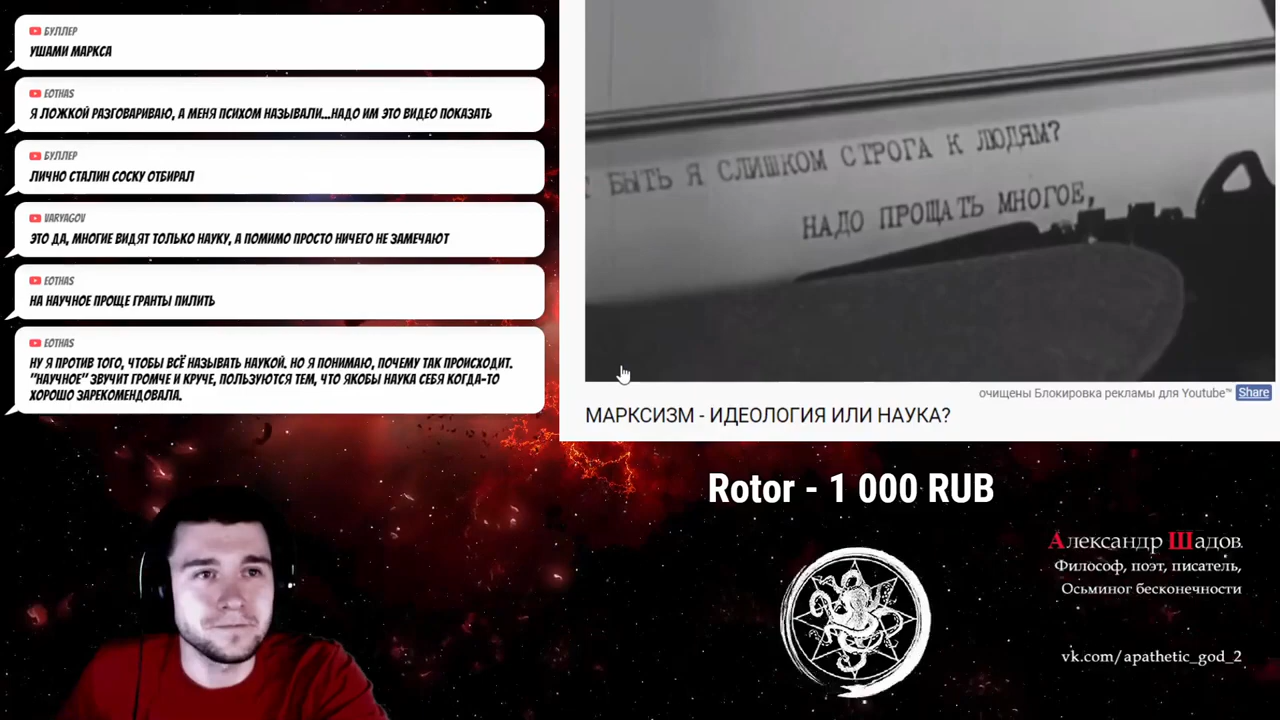 БУЛЛЕР
УШАМИ МАРКСА
EOTHAS
Я ЛОЖКОЙ РАЗГОВАРИВАЮ, А МЕНЯ ПСИХОМ НАЗЫВАЛИ...НАДО ИМ ЭТО ВИДЕО ПОКАЗАТЬ
БУЛЛЕР
ЛИЧНО СТАЛИН СОСКУ ОТБИРАЛ
VARYAGOV
ЭТО ДА, МНОГИЕ ВИДЯТ ТОЛЬКО НАУКУ, А ПОМИМО ПРОСТО НИЧЕГО НЕ ЗАМЕЧАЮТ
EOTHAS
НА НАУЧНОЕ ПРОЩЕ ГРАНТЫ ПИЛИТЬ
EOTHAS
НУ Я ПРОТИВ ТОГО, ЧТОБЫ ВСЁ НАЗЫВАТЬ НАУКОЙ. НО Я ПОНИМАЮ, ПОЧЕМУ ТАК ПРОИСХОДИТ.
"НАУЧНОЕ" ЗВУЧИТ ГРОМЧЕ И КРУЧЕ, ПОЛЬЗУЮТСЯ ТЕМ, ЧТО ЯКОБЫ НАУКА СЕБЯ КОГДА-ТО
ХОРОШО ЗАРЕКОМЕНДОВАЛА.
Т БЫТЬ Я СЛИШКОМ СТРОГА К ЛЮДЯМ?
НАДО ПРОЩАТЬ МНОГОЕ,
очищены Блокировка рекламы для Youtube™ Share
МАРКСИЗМ - ИДЕОЛОГИЯ ИЛИ НАУКА?
Rotor - 1 000 RUB
Александр Шадов.
Философ, поэт, писатель,
Осьминог бесконечности
vk.com/apathetic_god_2